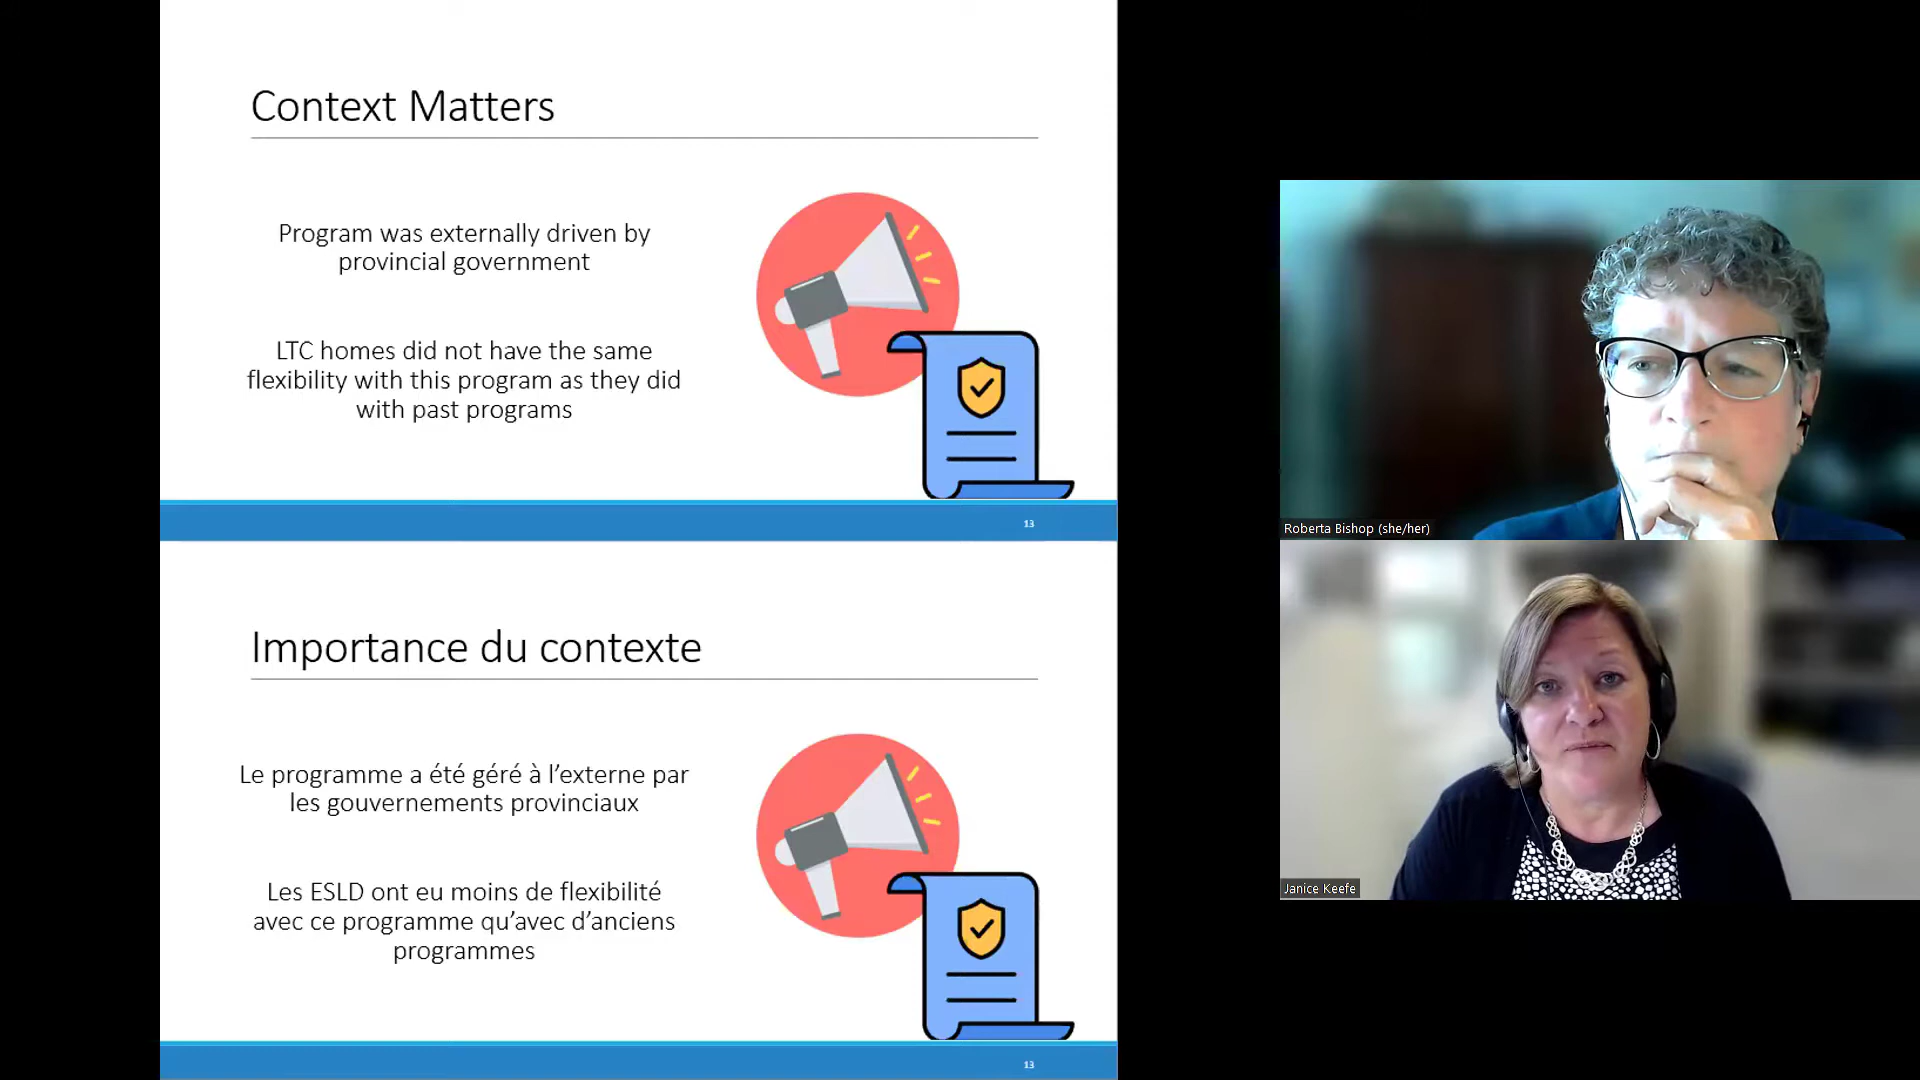 Context Matters
Program was externally driven by
provincial government
LTC homes did not have the same
flexibility with this program as they did
with past programs
13
Importance du contexte
Le programme a été géré à l’externe par
les gouvernements provinciaux
Les ESLD ont eu moins de flexibilité
avec ce programme qu’avec d’anciens
programmes
13
Roberta Bishop (she/her)
Janice Keefe